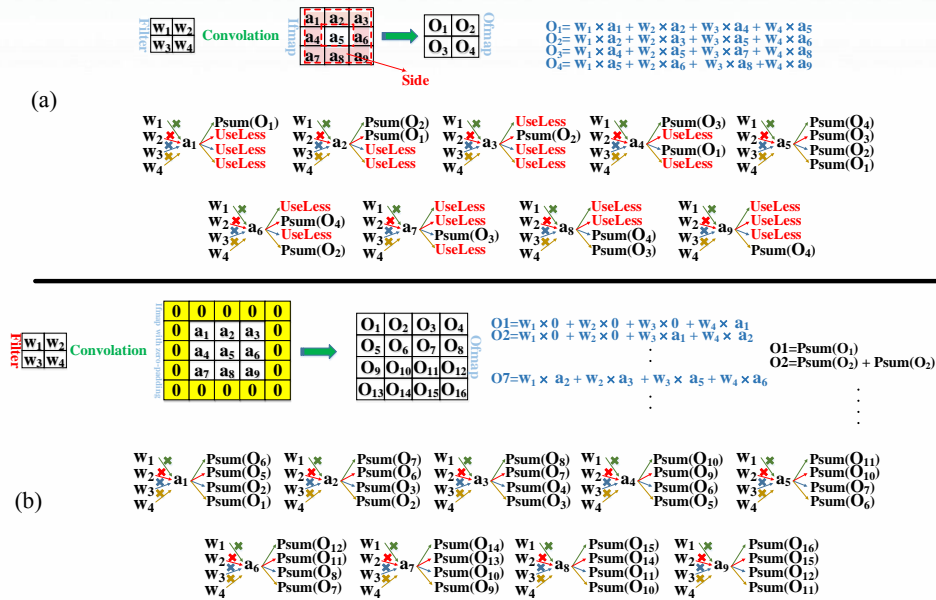 Filter
w₁ w₂
w₃ w₄
Convolation
Ifmap
a₁ a₂ a₃
a₄ a₅ a₆
a₇ a₈ a₉
Side
O₁ O₂
O₃ O₄
Ofmap
O₁= w₁ × a₁ + w₂ × a₂ + w₃ × a₄ + w₄ × a₅
O₂= w₁ × a₂ + w₂ × a₃ + w₃ × a₅ + w₄ × a₆
O₃= w₁ × a₄ + w₂ × a₅ + w₃ × a₇ + w₄ × a₈
O₄= w₁ × a₅ + w₂ × a₆ + w₃ × a₈ +w₄ × a₉
(a)
w₁ w₂ w₃ w₄ a₁
Psum(O₁)
UseLess
UseLess
UseLess
w₁ w₂ w₃ w₄ a₂
Psum(O₂)
Psum(O₁)
UseLess
UseLess
w₁ w₂ w₃ w₄ a₃
UseLess
Psum(O₂)
UseLess
UseLess
w₁ w₂ w₃ w₄ a₄
Psum(O₃)
UseLess
Psum(O₁)
UseLess
w₁ w₂ w₃ w₄ a₅
Psum(O₄)
Psum(O₃)
Psum(O₂)
Psum(O₁)
w₁ w₂ w₃ w₄ a₆
UseLess
Psum(O₄)
UseLess
Psum(O₂)
w₁ w₂ w₃ w₄ a₇
UseLess
UseLess
Psum(O₃)
UseLess
w₁ w₂ w₃ w₄ a₈
UseLess
UseLess
Psum(O₄)
Psum(O₃)
w₁ w₂ w₃ w₄ a₉
UseLess
UseLess
UseLess
Psum(O₄)
Filter
w₁ w₂
w₃ w₄
Convolation
Ifmap with zero-padding
0 0 0 0 0
0 a₁ a₂ a₃ 0
0 a₄ a₅ a₆ 0
0 a₇ a₈ a₉ 0
0 0 0 0 0
O₁ O₂ O₃ O₄
O₅ O₆ O₇ O₈
O₉ O₁₀ O₁₁ O₁₂
O₁₃ O₁₄ O₁₅ O₁₆
Ofmap
O1=w₁ × 0 + w₂ × 0 + w₃ × 0 + w₄ × a₁
O2=w₁ × 0 + w₂ × 0 + w₃ × a₁ + w₄ × a₂
O7=w₁ × a₂ + w₂ × a₃ + w₃ × a₅ + w₄ × a₆
O1=Psum(O₁)
O2=Psum(O₂) + Psum(O₂)
(b)
w₁ w₂ w₃ w₄ a₁
Psum(O₆)
Psum(O₅)
Psum(O₂)
Psum(O₁)
w₁ w₂ w₃ w₄ a₂
Psum(O₇)
Psum(O₆)
Psum(O₃)
Psum(O₂)
w₁ w₂ w₃ w₄ a₃
Psum(O₈)
Psum(O₇)
Psum(O₄)
Psum(O₃)
w₁ w₂ w₃ w₄ a₄
Psum(O₁₀)
Psum(O₉)
Psum(O₆)
Psum(O₅)
w₁ w₂ w₃ w₄ a₅
Psum(O₁₁)
Psum(O₁₀)
Psum(O₇)
Psum(O₆)
w₁ w₂ w₃ w₄ a₆
Psum(O₁₂)
Psum(O₁₁)
Psum(O₈)
Psum(O₇)
w₁ w₂ w₃ w₄ a₇
Psum(O₁₄)
Psum(O₁₃)
Psum(O₁₀)
Psum(O₉)
w₁ w₂ w₃ w₄ a₈
Psum(O₁₅)
Psum(O₁₄)
Psum(O₁₁)
Psum(O₁₀)
w₁ w₂ w₃ w₄ a₉
Psum(O₁₆)
Psum(O₁₅)
Psum(O₁₂)
Psum(O₁₁)